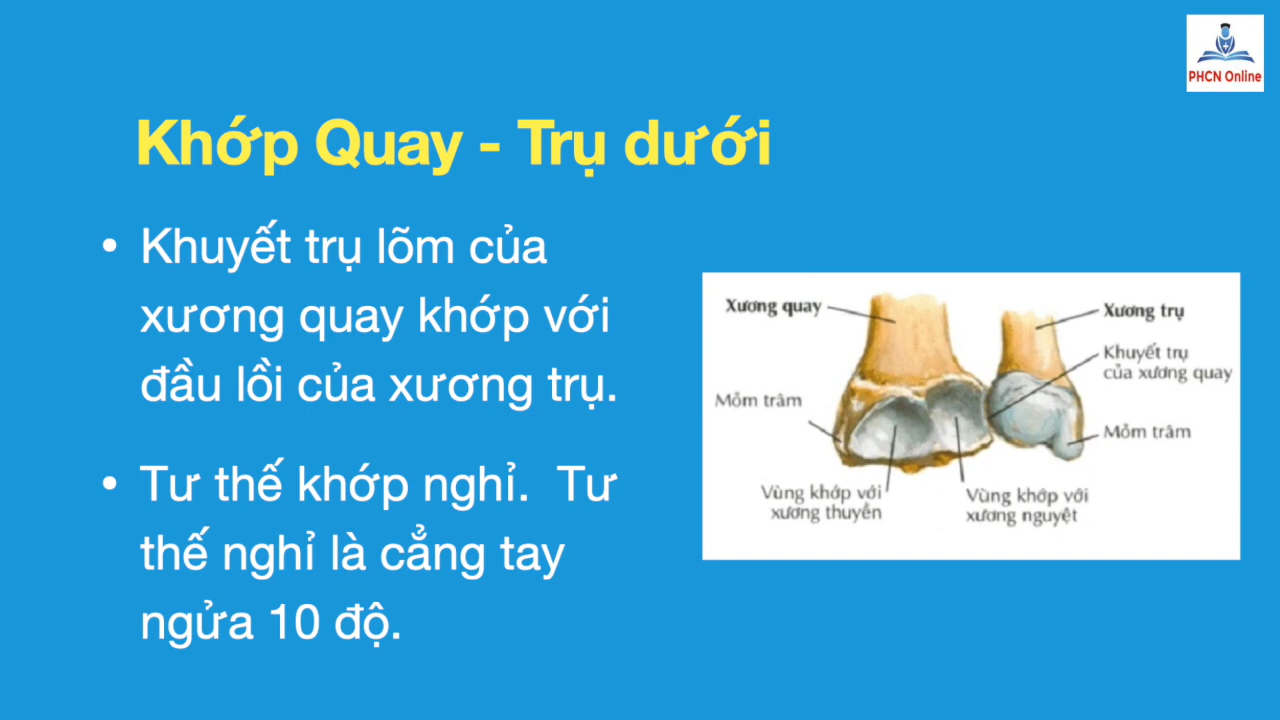 PHCN Online
Khớp Quay - Trụ dưới
• Khuyết trụ lõm của
xương quay khớp với
đầu lồi của xương trụ.
• Tư thế khớp nghỉ.  Tư
thế nghỉ là cẳng tay
ngửa 10 độ.
Xương quay
Xương trụ
Khuyết trụ
của xương quay
Mỏm trâm
Mỏm trâm
Vùng khớp với
xương thuyền
Vùng khớp với
xương nguyệt